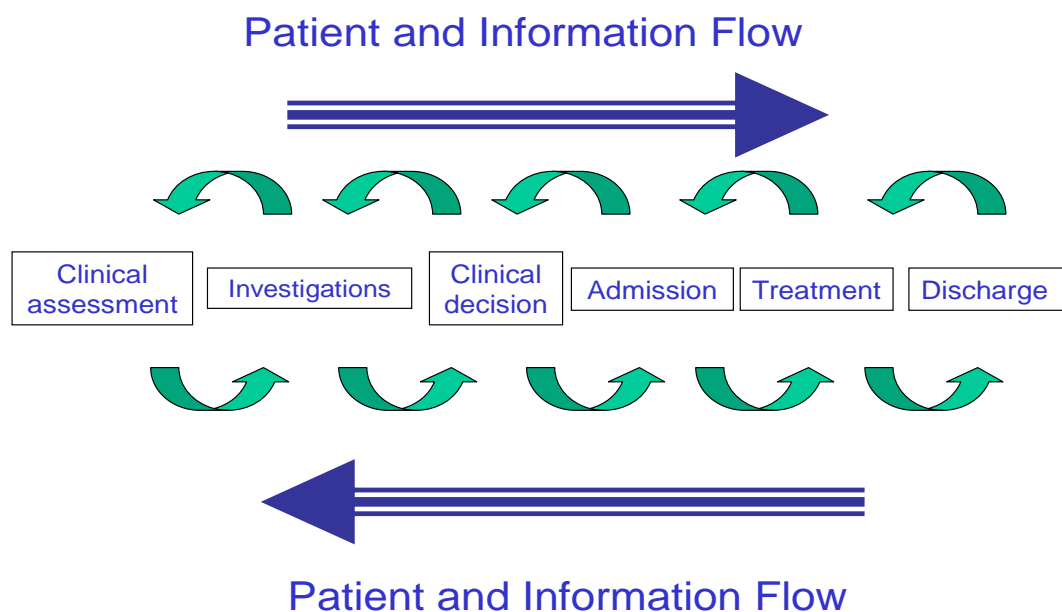 Patient and Information Flow
Clinical
assessment
Investigations
Clinical
decision
Admission
Treatment
Discharge
Patient and Information Flow